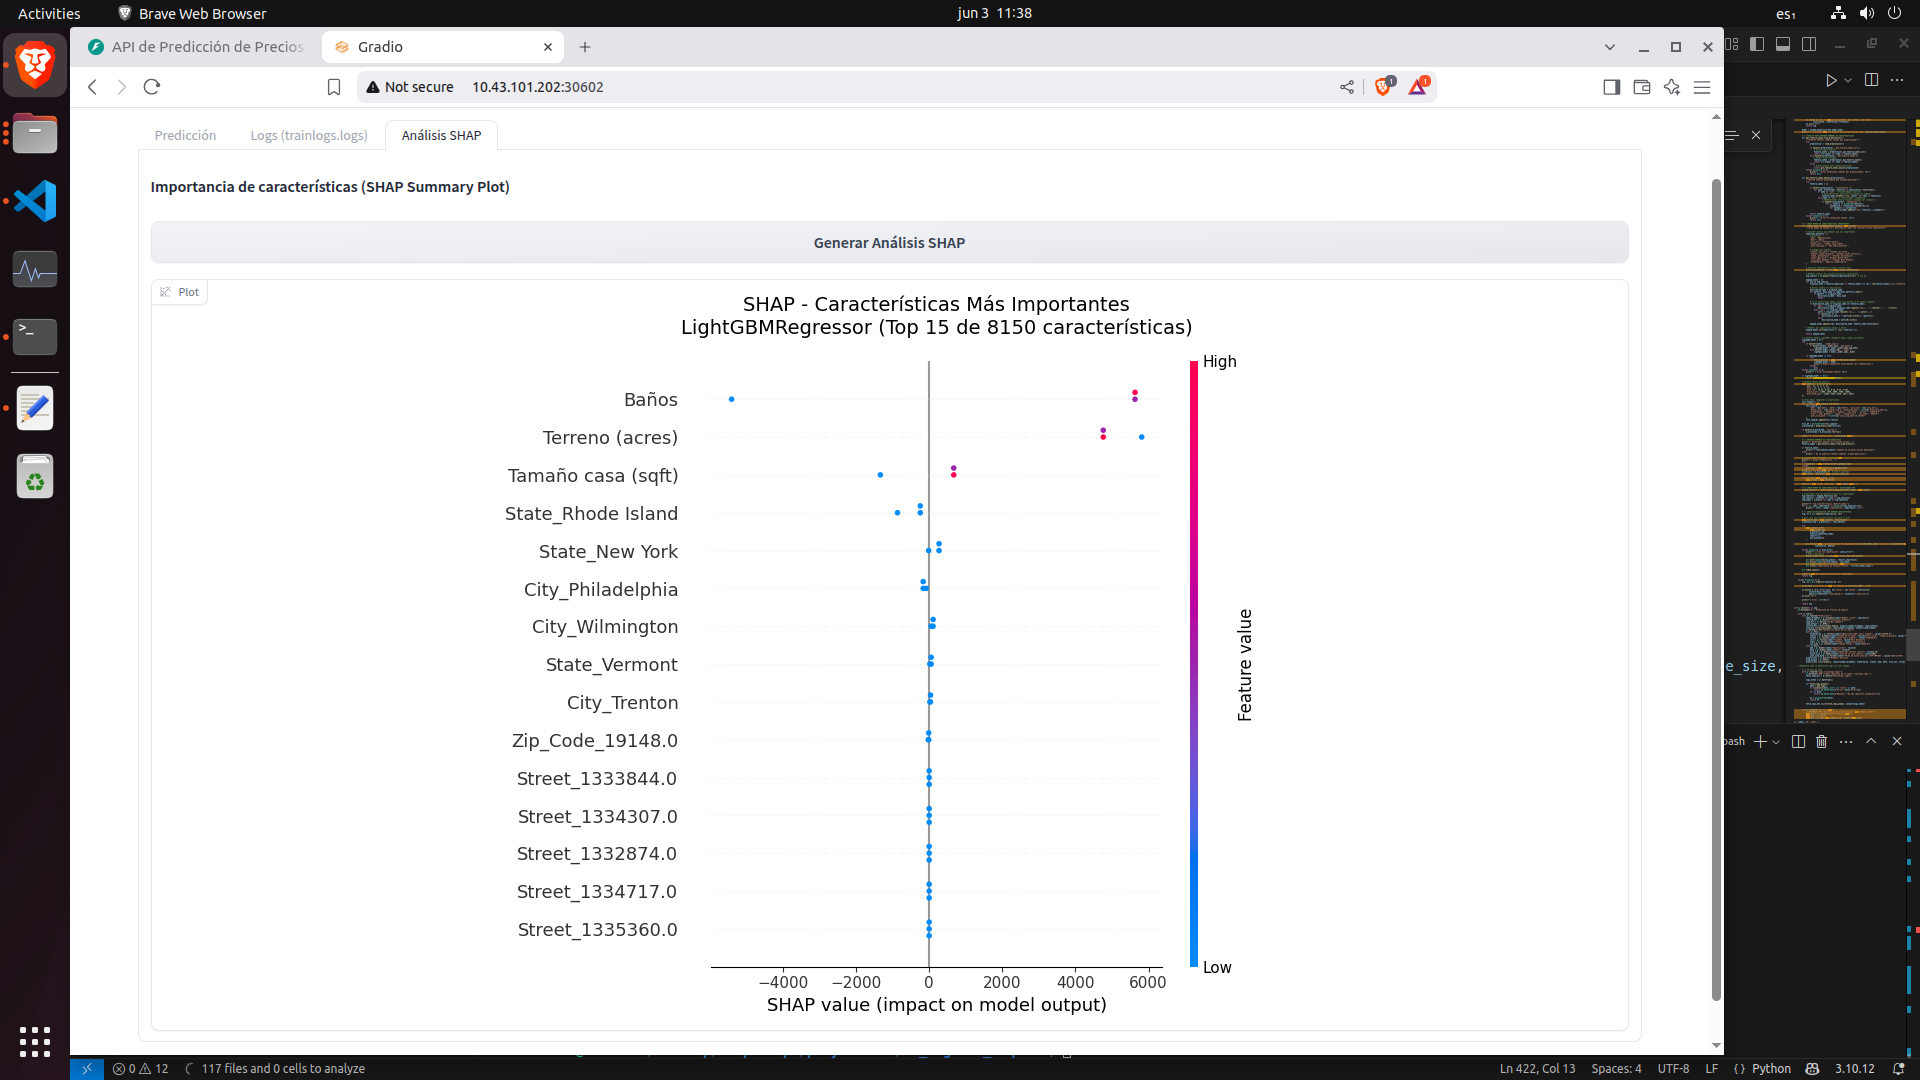 Activities
Brave Web Browser
jun 3 11:38
es₁
API de Predicción de Precios
Gradio
Not secure
10.43.101.202:30602
1
1
Predicción
Logs (trainlogs.logs)
Análisis SHAP
Importancia de características (SHAP Summary Plot)
Generar Análisis SHAP
Plot
SHAP - Características Más Importantes
LightGBMRegressor (Top 15 de 8150 características)
High
Baños
Terreno (acres)
Tamaño casa (sqft)
State_Rhode Island
State_New York
City_Philadelphia
City_Wilmington
State_Vermont
City_Trenton
Zip_Code_19148.0
Street_1333844.0
Street_1334307.0
Street_1332874.0
Street_1334717.0
Street_1335360.0
Feature value
Low
−4000 −2000 0 2000 4000 6000
SHAP value (impact on model output)
e_size,
bash
0 12
117 files and 0 cells to analyze
Ln 422, Col 13
Spaces: 4
UTF-8
LF
{ } Python
3.10.12